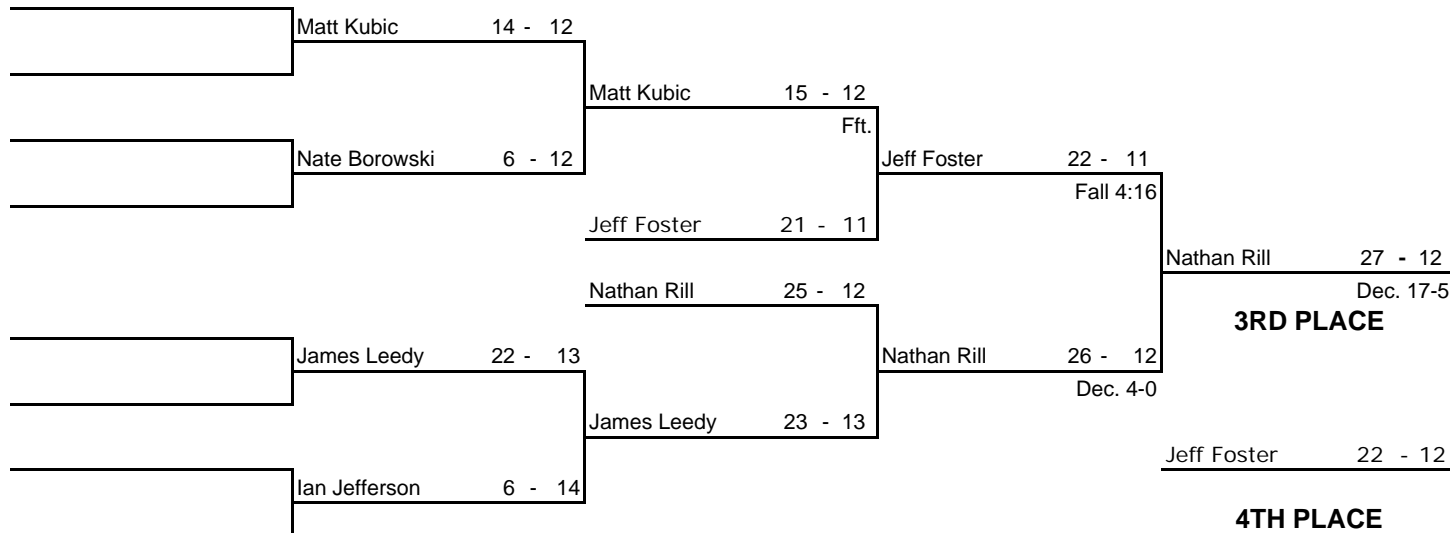 Matt Kubic 14 - 12
Matt Kubic 15 - 12
Fft.
Nate Borowski 6 - 12
Jeff Foster 22 - 11
Fall 4:16
Jeff Foster 21 - 11
Nathan Rill 27 - 12
Dec. 17-5
3RD PLACE
Nathan Rill 25 - 12
James Leedy 22 - 13
Nathan Rill 26 - 12
Dec. 4-0
James Leedy 23 - 13
Jeff Foster 22 - 12
Ian Jefferson 6 - 14
4TH PLACE